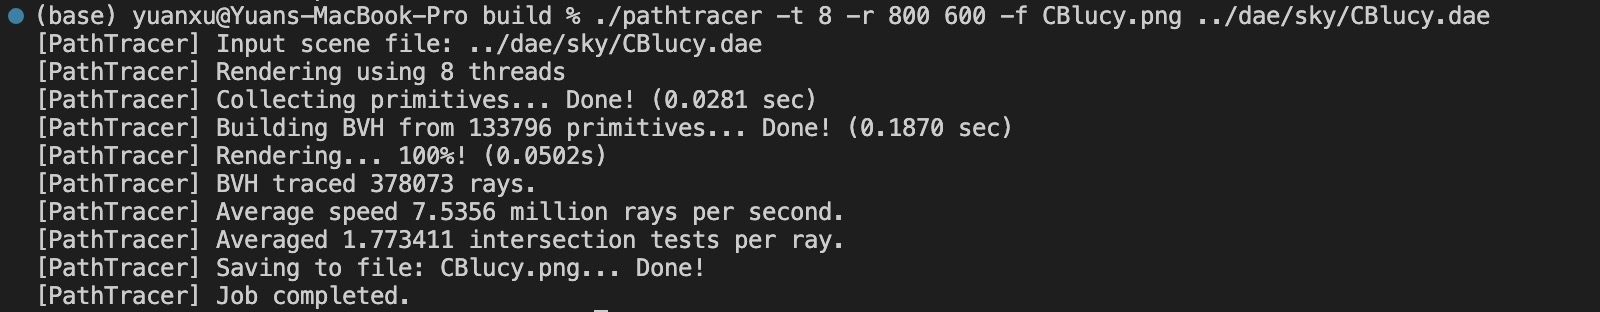 (base) yuanxu@Yuans-MacBook-Pro build % ./pathtracer -t 8 -r 800 600 -f CBlucy.png ../dae/sky/CBlucy.dae
[PathTracer] Input scene file: ../dae/sky/CBlucy.dae
[PathTracer] Rendering using 8 threads
[PathTracer] Collecting primitives... Done! (0.0281 sec)
[PathTracer] Building BVH from 133796 primitives... Done! (0.1870 sec)
[PathTracer] Rendering... 100%! (0.0502s)
[PathTracer] BVH traced 378073 rays.
[PathTracer] Average speed 7.5356 million rays per second.
[PathTracer] Averaged 1.773411 intersection tests per ray.
[PathTracer] Saving to file: CBlucy.png... Done!
[PathTracer] Job completed.